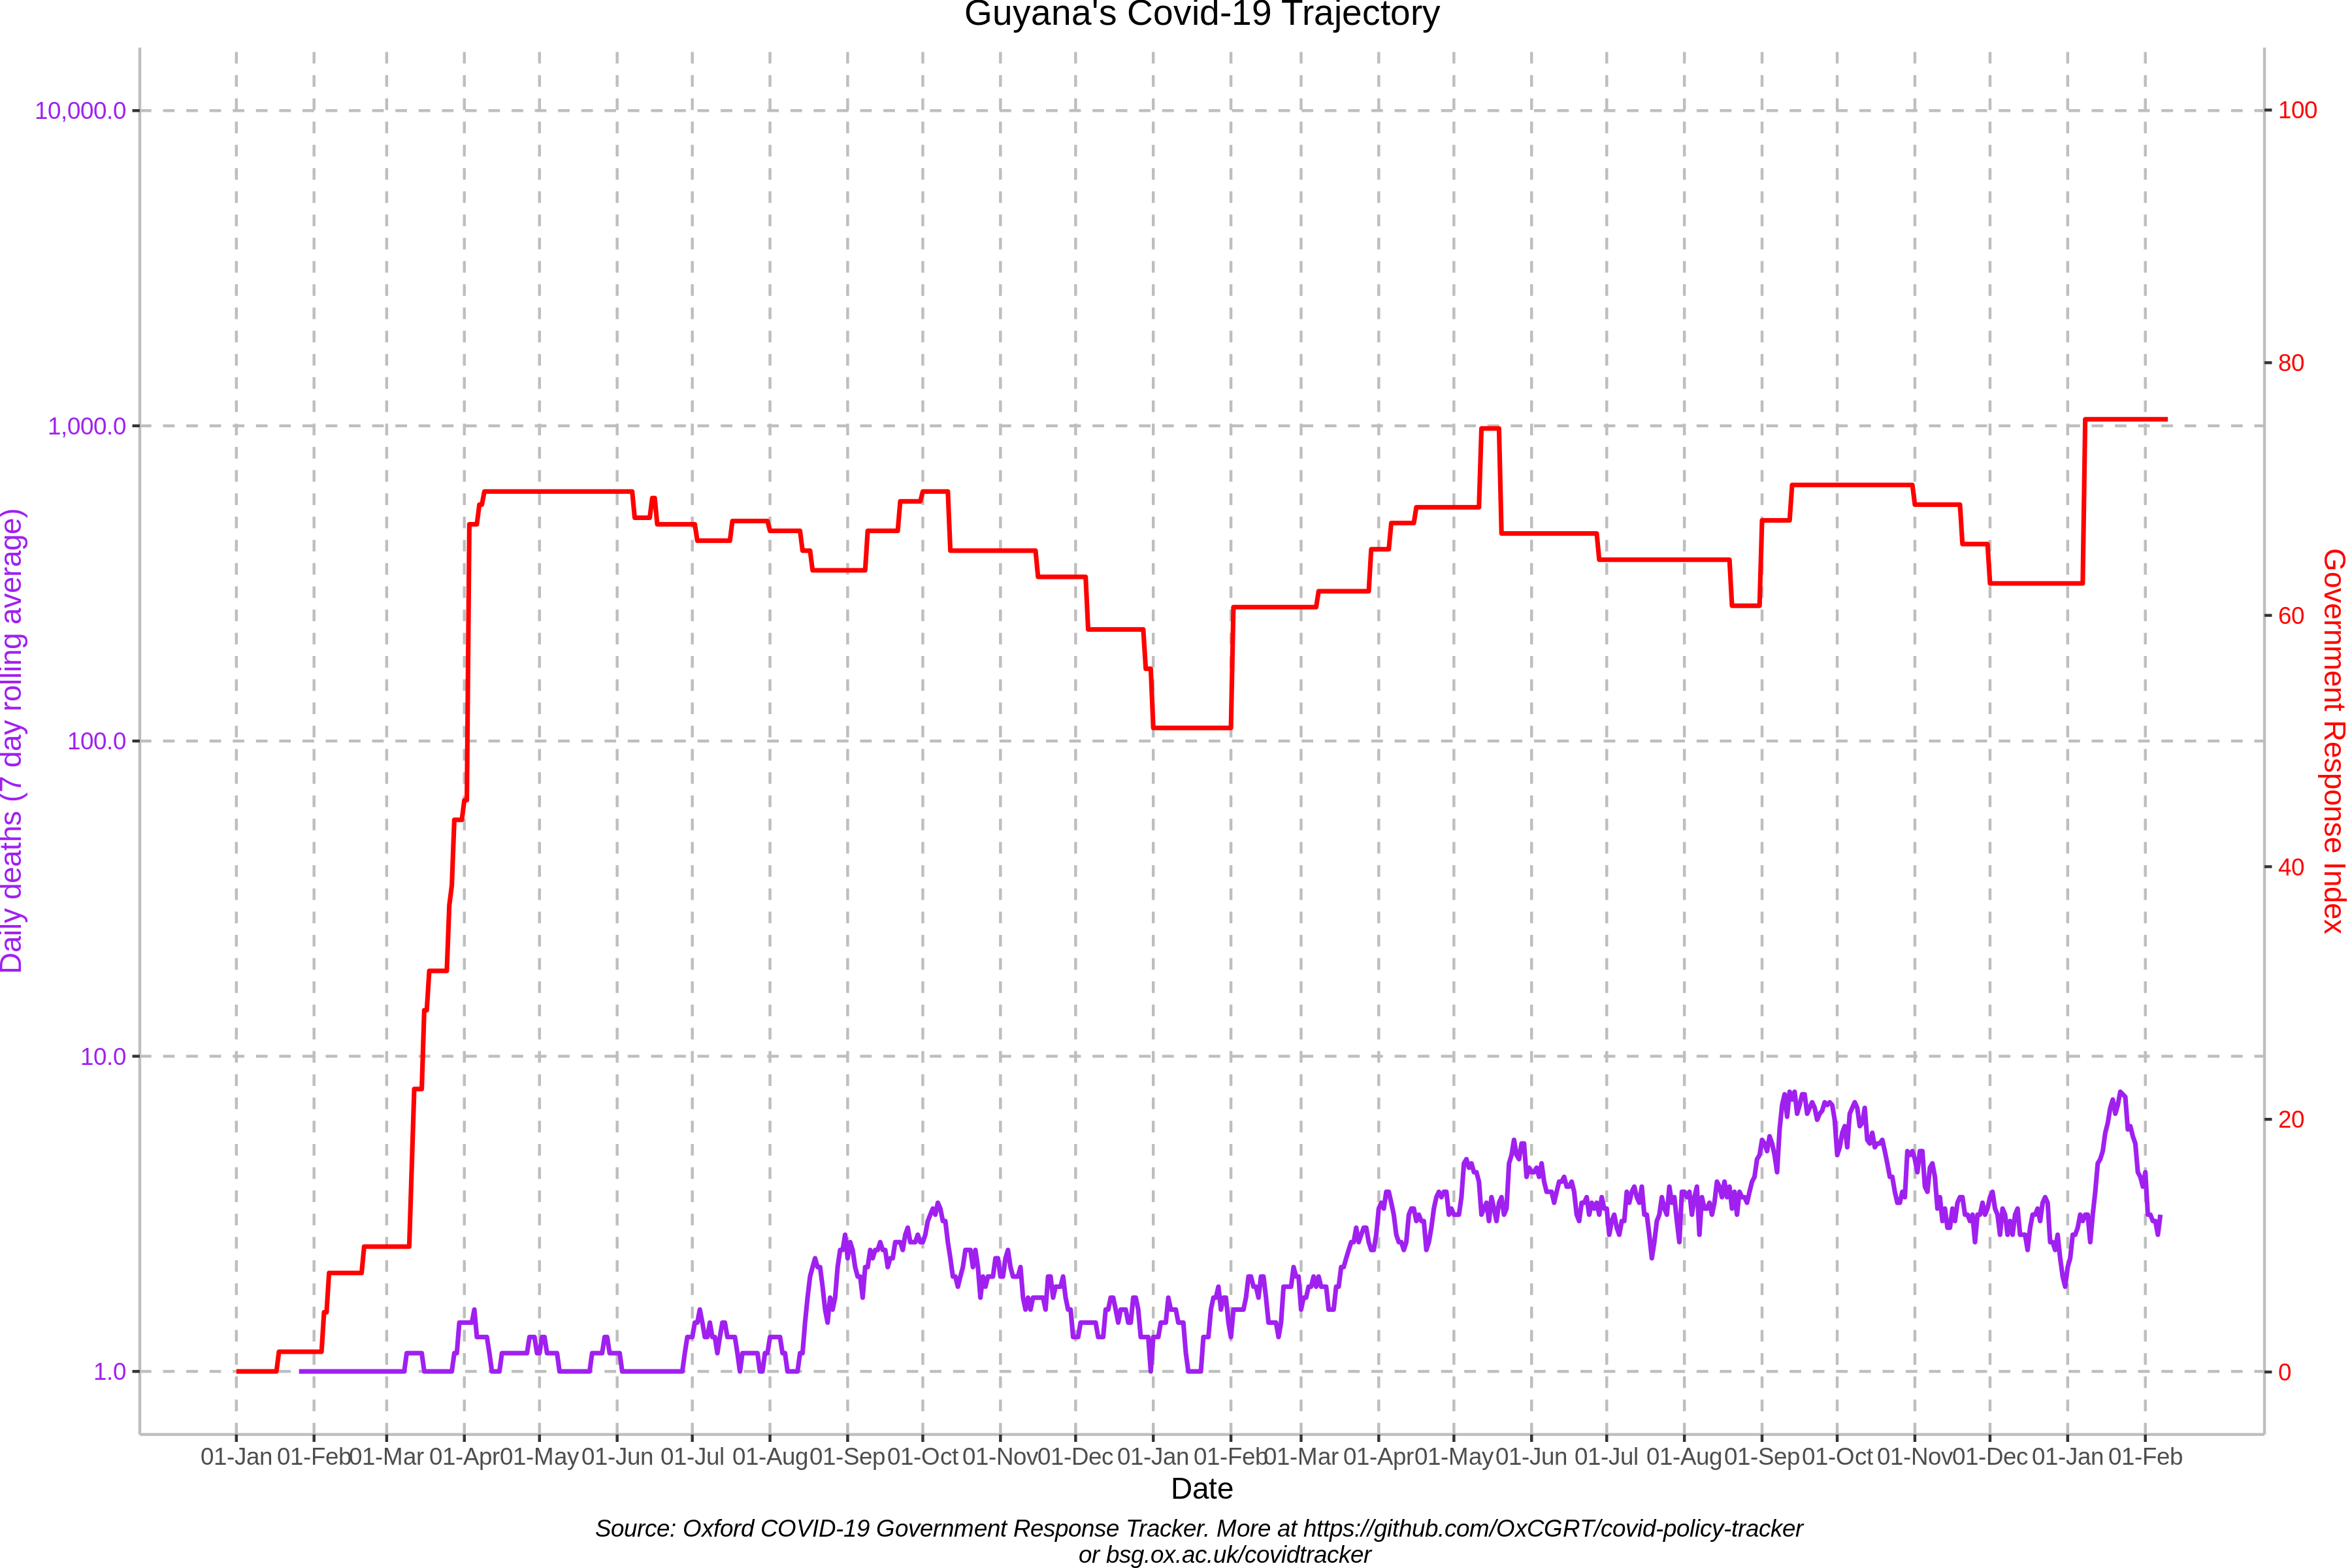 Guyana's Covid-19 Trajectory
10,000.0
1,000.0
100.0
10.0
1.0
Daily deaths (7 day rolling average)
100
80
60
40
20
0
Government Response Index
01-Jan 01-Feb 01-Mar 01-Apr 01-May 01-Jun 01-Jul 01-Aug 01-Sep 01-Oct 01-Nov 01-Dec 01-Jan 01-Feb 01-Mar 01-Apr 01-May 01-Jun 01-Jul 01-Aug 01-Sep 01-Oct 01-Nov 01-Dec 01-Jan 01-Feb
Date
Source: Oxford COVID-19 Government Response Tracker. More at https://github.com/OxCGRT/covid-policy-tracker
or bsg.ox.ac.uk/covidtracker